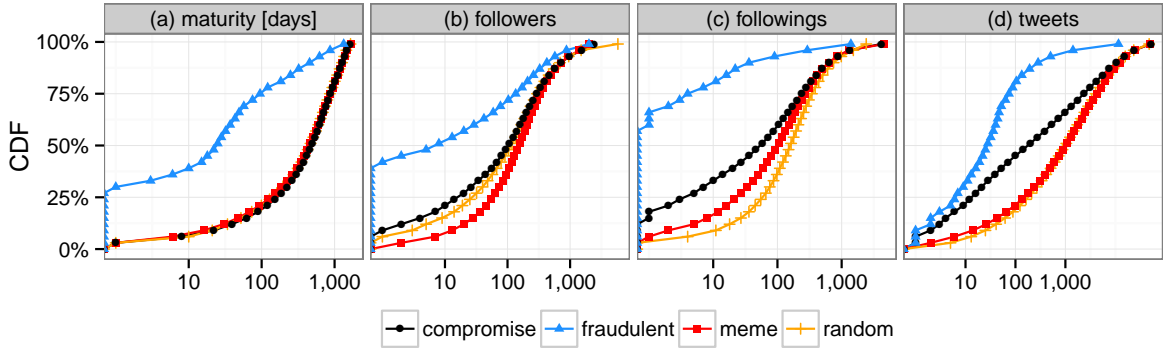 (a) maturity [days] (b) followers (c) followings (d) tweets
CDF
100%
75%
50%
25%
0%
10 100 1,000 10 100 1,000 10 100 1,000 10 100 1,000
compromise fraudulent meme random